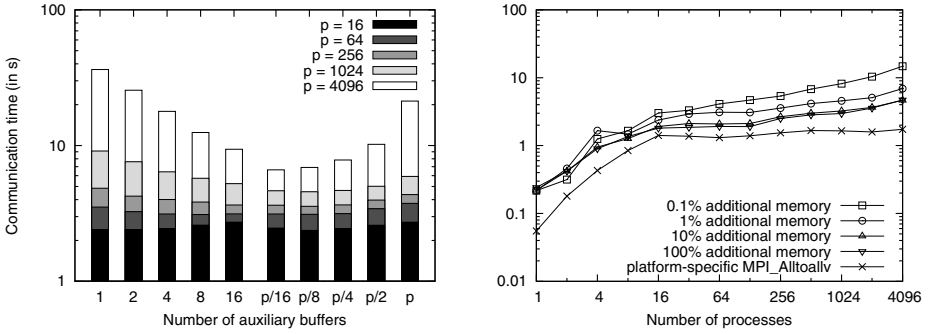 Communication time (in s)
100
10
1
p = 16
p = 64
p = 256
p = 1024
p = 4096
1 2 4 8 16 p/16 p/8 p/4 p/2 p
Number of auxiliary buffers
100
10
1
0.1
0.01
0.1% additional memory
1% additional memory
10% additional memory
100% additional memory
platform-specific MPI_Alltoallv
1 4 16 64 256 1024 4096
Number of processes